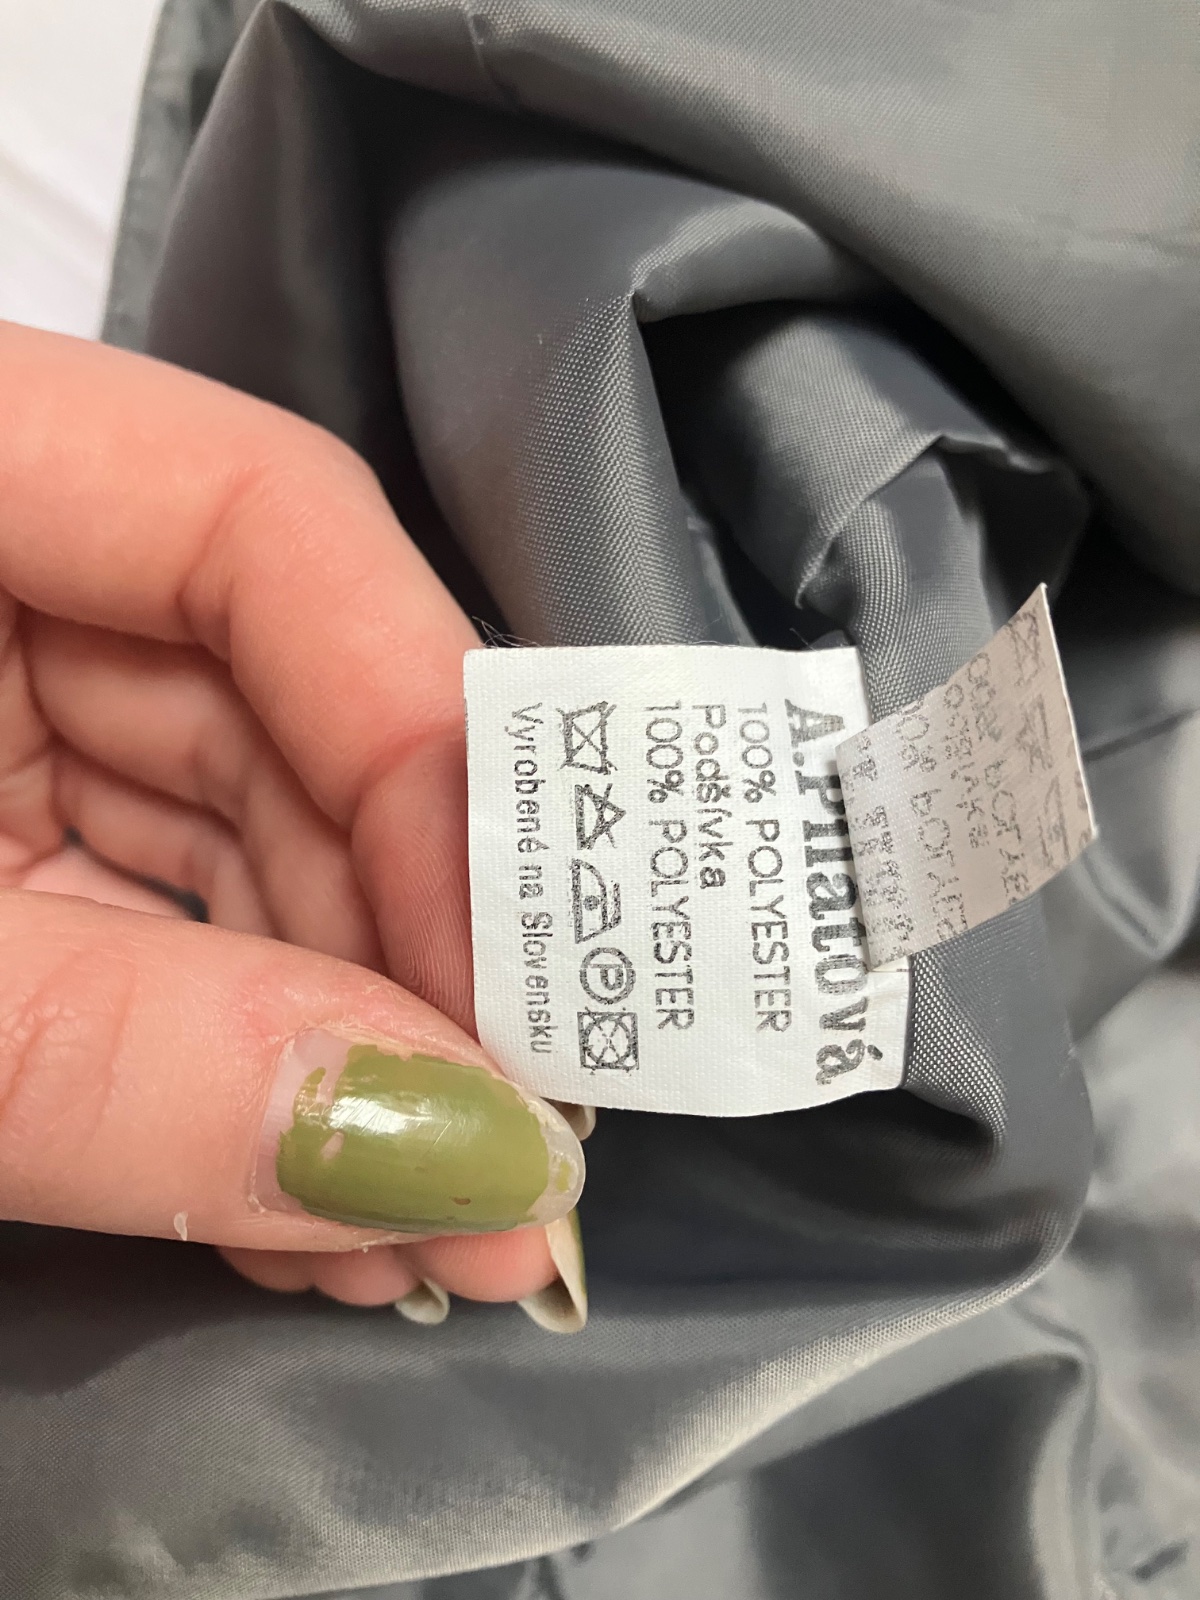 A.Pilatová
100% POLYESTER
Podšívka
100% POLYESTER
P
Vyrobené na Slovensku